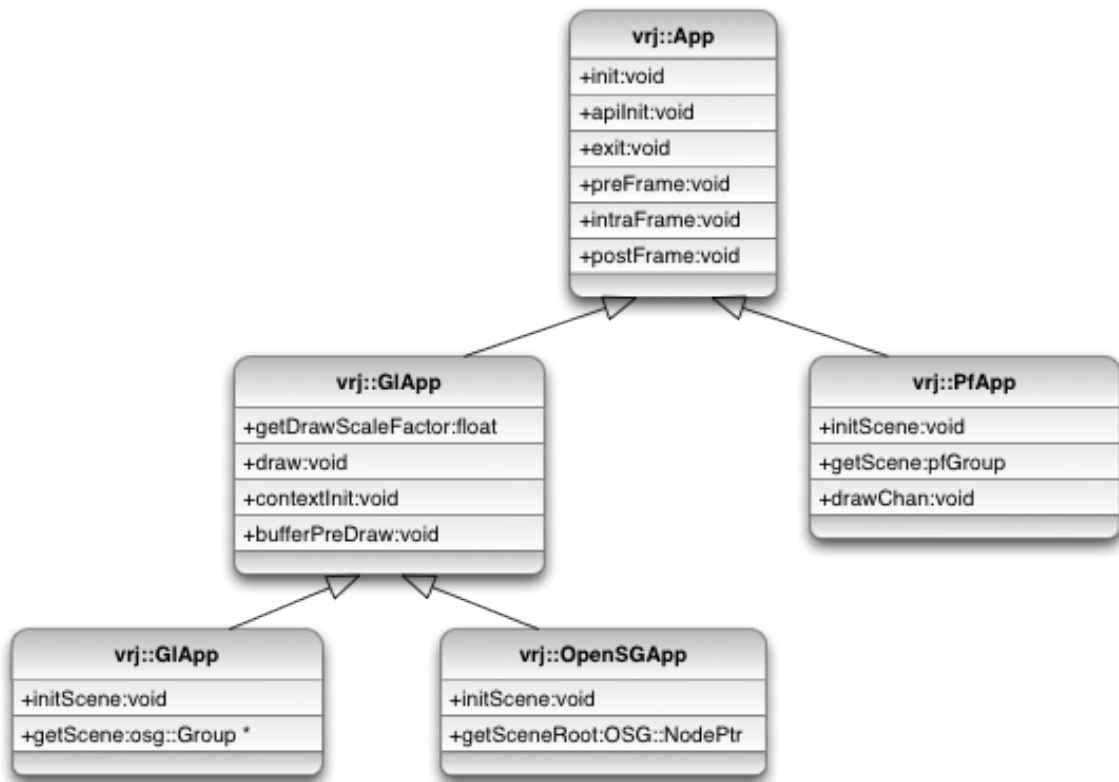 vrj::App
+init:void
+apiInit:void
+exit:void
+preFrame:void
+intraFrame:void
+postFrame:void
vrj::GlApp
+getDrawScaleFactor:float
+draw:void
+contextInit:void
+bufferPreDraw:void
vrj::PfApp
+initScene:void
+getScene:pfGroup
+drawChan:void
vrj::GlApp
+initScene:void
+getScene:osg::Group *
vrj::OpenSGApp
+initScene:void
+getSceneRoot:OSG::NodePtr